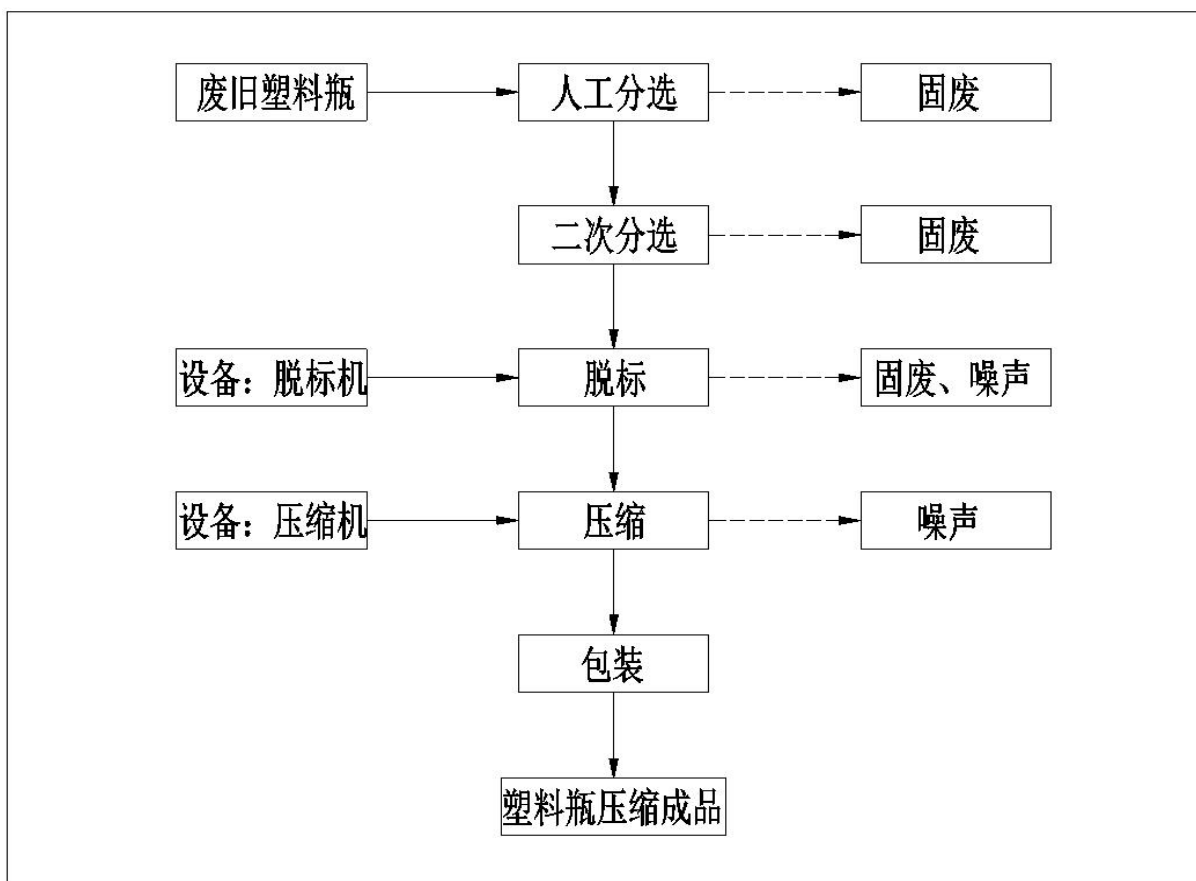 废旧塑料瓶
人工分选
固废
二次分选
固废
设备：脱标机
脱标
固废、噪声
设备：压缩机
压缩
噪声
包装
塑料瓶压缩成品